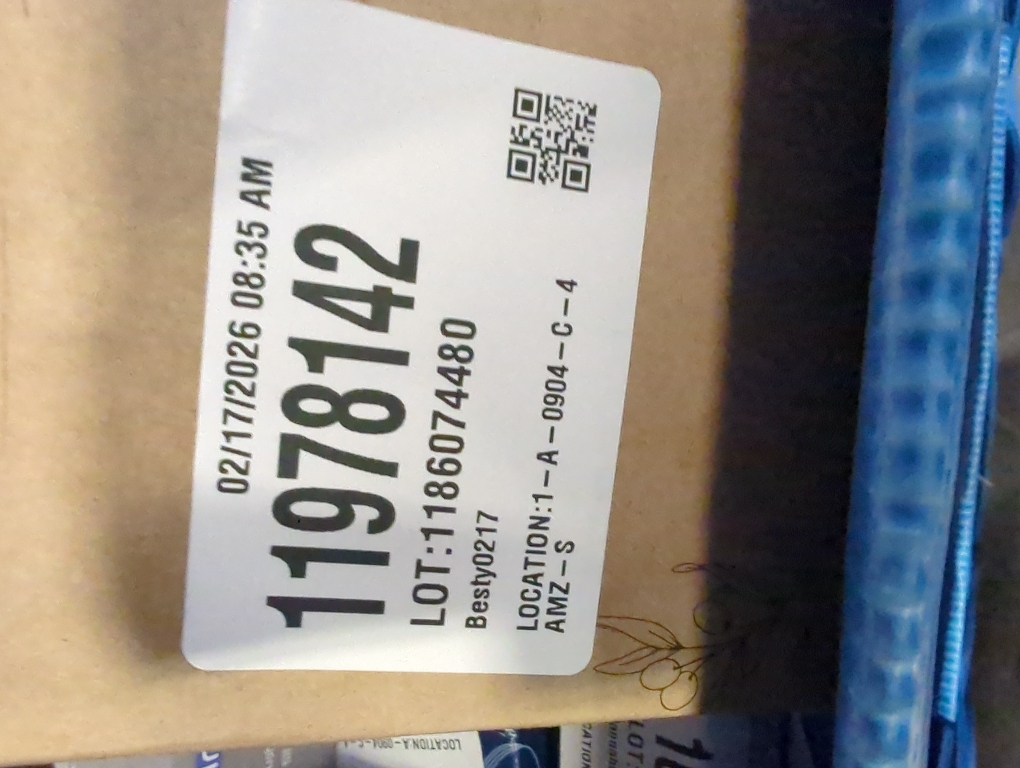 02/17/2026 08:35 AM
11978142
LOT:1186074480
Besty0217
LOCATION:1-A-0904-C-4
AMZ-S